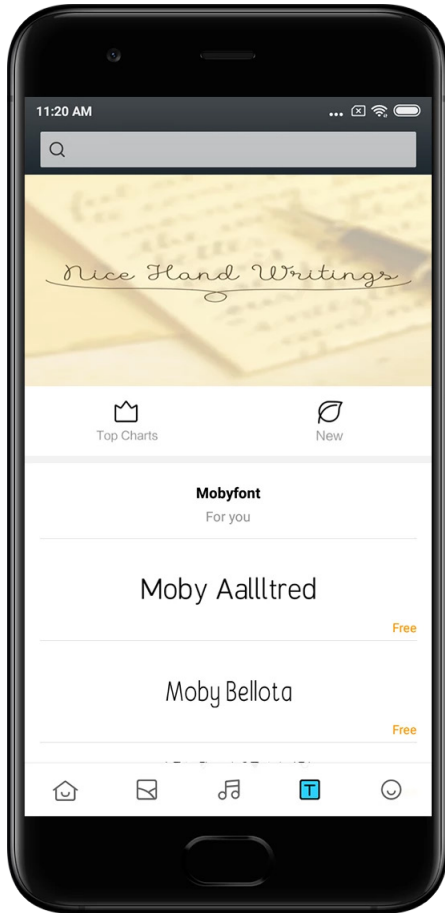 11:20 AM
Nice Hand Writings
Top Charts
New
Mobyfont
For you
Moby Aallltred
Free
Moby Bellota
Free
T